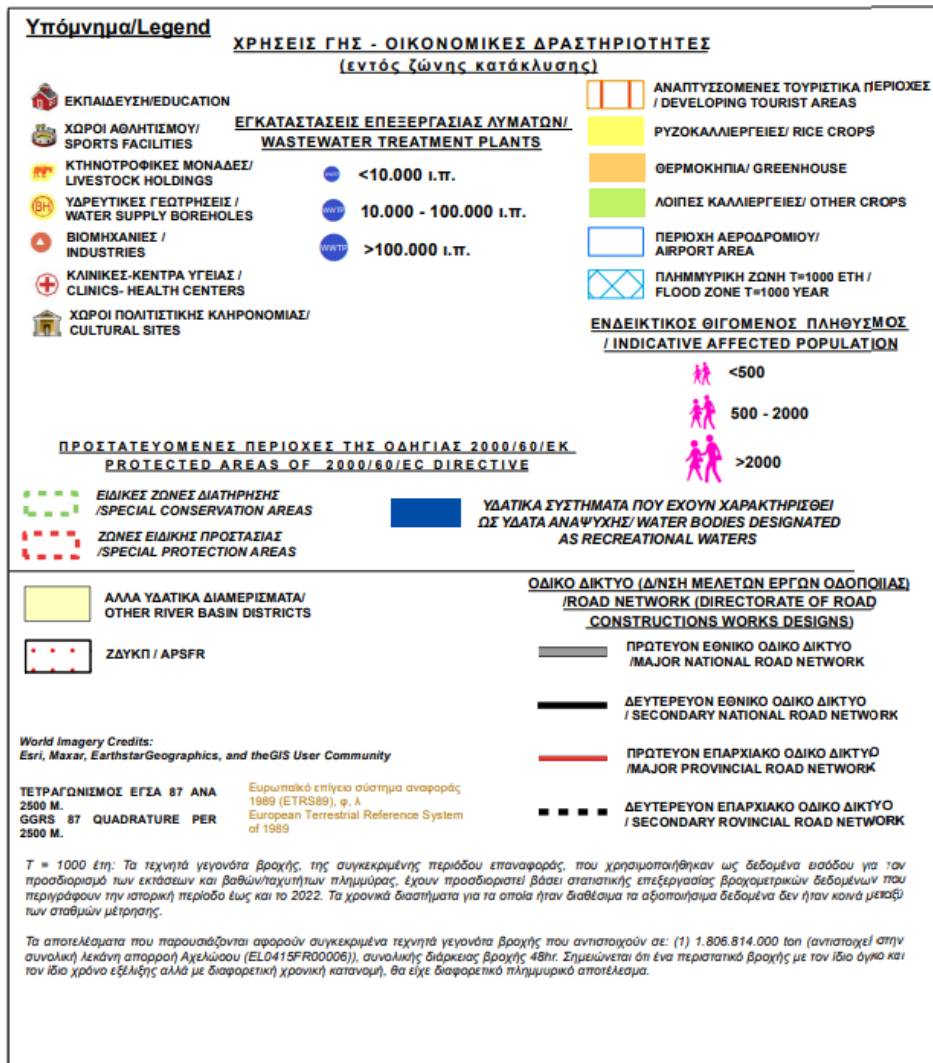 Υπόμνημα/Legend
ΧΡΗΣΕΙΣ ΓΗΣ - ΟΙΚΟΝΟΜΙΚΕΣ ΔΡΑΣΤΗΡΙΟΤΗΤΕΣ
(εντός ζώνης κατάκλυσης)
ΕΚΠΑΙΔΕΥΣΗ/EDUCATION
ΧΩΡΟΙ ΑΘΛΗΤΙΣΜΟΥ/
SPORTS FACILITIES
ΚΤΗΝΟΤΡΟΦΙΚΕΣ ΜΟΝΑΔΕΣ/
LIVESTOCK HOLDINGS
BH
ΥΔΡΕΥΤΙΚΕΣ ΓΕΩΤΡΗΣΕΙΣ /
WATER SUPPLY BOREHOLES
ΒΙΟΜΗΧΑΝΙΕΣ /
INDUSTRIES
ΚΛΙΝΙΚΕΣ-ΚΕΝΤΡΑ ΥΓΕΙΑΣ /
CLINICS- HEALTH CENTERS
ΧΩΡΟΙ ΠΟΛΙΤΙΣΤΙΚΗΣ ΚΛΗΡΟΝΟΜΙΑΣ/
CULTURAL SITES
ΕΓΚΑΤΑΣΤΑΣΕΙΣ ΕΠΕΞΕΡΓΑΣΙΑΣ ΛΥΜΑΤΩΝ/
WASTEWATER TREATMENT PLANTS
WWTP <10.000 ι.π.
WWTP 10.000 - 100.000 ι.π.
WWTP >100.000 ι.π.
ΑΝΑΠΤΥΣΣΟΜΕΝΕΣ ΤΟΥΡΙΣΤΙΚΑ ΠΕΡΙΟΧΕΣ
/ DEVELOPING TOURIST AREAS
ΡΥΖΟΚΑΛΛΙΕΡΓΕΙΕΣ/ RICE CROPS
ΘΕΡΜΟΚΗΠΙΑ/ GREENHOUSE
ΛΟΙΠΕΣ ΚΑΛΛΙΕΡΓΕΙΕΣ/ OTHER CROPS
ΠΕΡΙΟΧΗ ΑΕΡΟΔΡΟΜΙΟΥ/
AIRPORT AREA
ΠΛΗΜΜΥΡΙΚΗ ΖΩΝΗ T=1000 ΕΤΗ /
FLOOD ZONE T=1000 YEAR
ΕΝΔΕΙΚΤΙΚΟΣ ΘΙΓΟΜΕΝΟΣ ΠΛΗΘΥΣΜΟΣ
/ INDICATIVE AFFECTED POPULATION
<500
500 - 2000
>2000
ΠΡΟΣΤΑΤΕΥΟΜΕΝΕΣ ΠΕΡΙΟΧΕΣ ΤΗΣ ΟΔΗΓΙΑΣ 2000/60/ΕΚ
PROTECTED AREAS OF 2000/60/EC DIRECTIVE
ΕΙΔΙΚΕΣ ΖΩΝΕΣ ΔΙΑΤΗΡΗΣΗΣ
/SPECIAL CONSERVATION AREAS
ΖΩΝΕΣ ΕΙΔΙΚΗΣ ΠΡΟΣΤΑΣΙΑΣ
/SPECIAL PROTECTION AREAS
ΥΔΑΤΙΚΑ ΣΥΣΤΗΜΑΤΑ ΠΟΥ ΕΧΟΥΝ ΧΑΡΑΚΤΗΡΙΣΘΕΙ
ΩΣ ΥΔΑΤΑ ΑΝΑΨΥΧΗΣ/ WATER BODIES DESIGNATED
AS RECREATIONAL WATERS
ΑΛΛΑ ΥΔΑΤΙΚΑ ΔΙΑΜΕΡΙΣΜΑΤΑ/
OTHER RIVER BASIN DISTRICTS
ΖΔΥΚΠ / APSFR
ΟΔΙΚΟ ΔΙΚΤΥΟ (Δ/ΝΣΗ ΜΕΛΕΤΩΝ ΕΡΓΩΝ ΟΔΟΠΟΙΙΑΣ)
/ROAD NETWORK (DIRECTORATE OF ROAD
CONSTRUCTIONS WORKS DESIGNS)
ΠΡΩΤΕΥΟΝ ΕΘΝΙΚΟ ΟΔΙΚΟ ΔΙΚΤΥΟ
/MAJOR NATIONAL ROAD NETWORK
ΔΕΥΤΕΡΕΥΟΝ ΕΘΝΙΚΟ ΟΔΙΚΟ ΔΙΚΤΥΟ
/ SECONDARY NATIONAL ROAD NETWORK
ΠΡΩΤΕΥΟΝ ΕΠΑΡΧΙΑΚΟ ΟΔΙΚΟ ΔΙΚΤΥΟ
/MAJOR PROVINCIAL ROAD NETWORK
ΔΕΥΤΕΡΕΥΟΝ ΕΠΑΡΧΙΑΚΟ ΟΔΙΚΟ ΔΙΚΤΥΟ
/ SECONDARY ROVINCIAL ROAD NETWORK
World Imagery Credits:
Esri, Maxar, EarthstarGeographics, and theGIS User Community
ΤΕΤΡΑΓΩΝΙΣΜΟΣ ΕΓΣΑ 87 ΑΝΑ
2500 Μ.
GGRS 87 QUADRATURE PER
2500 M.
Ευρωπαϊκό επίγειο σύστημα αναφοράς
1989 (ETRS89), φ, λ
European Terrestrial Reference System
of 1989
T = 1000 έτη: Τα τεχνητά γεγονότα βροχής, της συγκεκριμένης περιόδου επαναφοράς, που χρησιμοποιήθηκαν ως δεδομένα εισόδου για τον
προσδιορισμό των εκτάσεων και βαθών/ταχυτήτων πλημμύρας, έχουν προσδιοριστεί βάσει στατιστικής επεξεργασίας βροχομετρικών δεδομένων που
περιγράφουν την ιστορική περίοδο έως και το 2022. Τα χρονικά διαστήματα για τα οποία ήταν διαθέσιμα τα αξιοποιήσιμα δεδομένα δεν ήταν κοινά μεταξύ
των σταθμών μέτρησης.
Τα αποτελέσματα που παρουσιάζονται αφορούν συγκεκριμένα τεχνητά γεγονότα βροχής που αντιστοιχούν σε: (1) 1.806.814.000 ton (αντιστοιχεί στην
συνολική λεκάνη απορροή Αχελώσου (EL0415FR00006)), συνολικής διάρκειας βροχής 48hr. Σημειώνεται ότι ένα περιστατικό βροχής με τον ίδιο όγκο και
τον ίδιο χρόνο εξέλιξης αλλά με διαφορετική χρονική κατανομή, θα είχε διαφορετικό πλημμυρικό αποτέλεσμα.